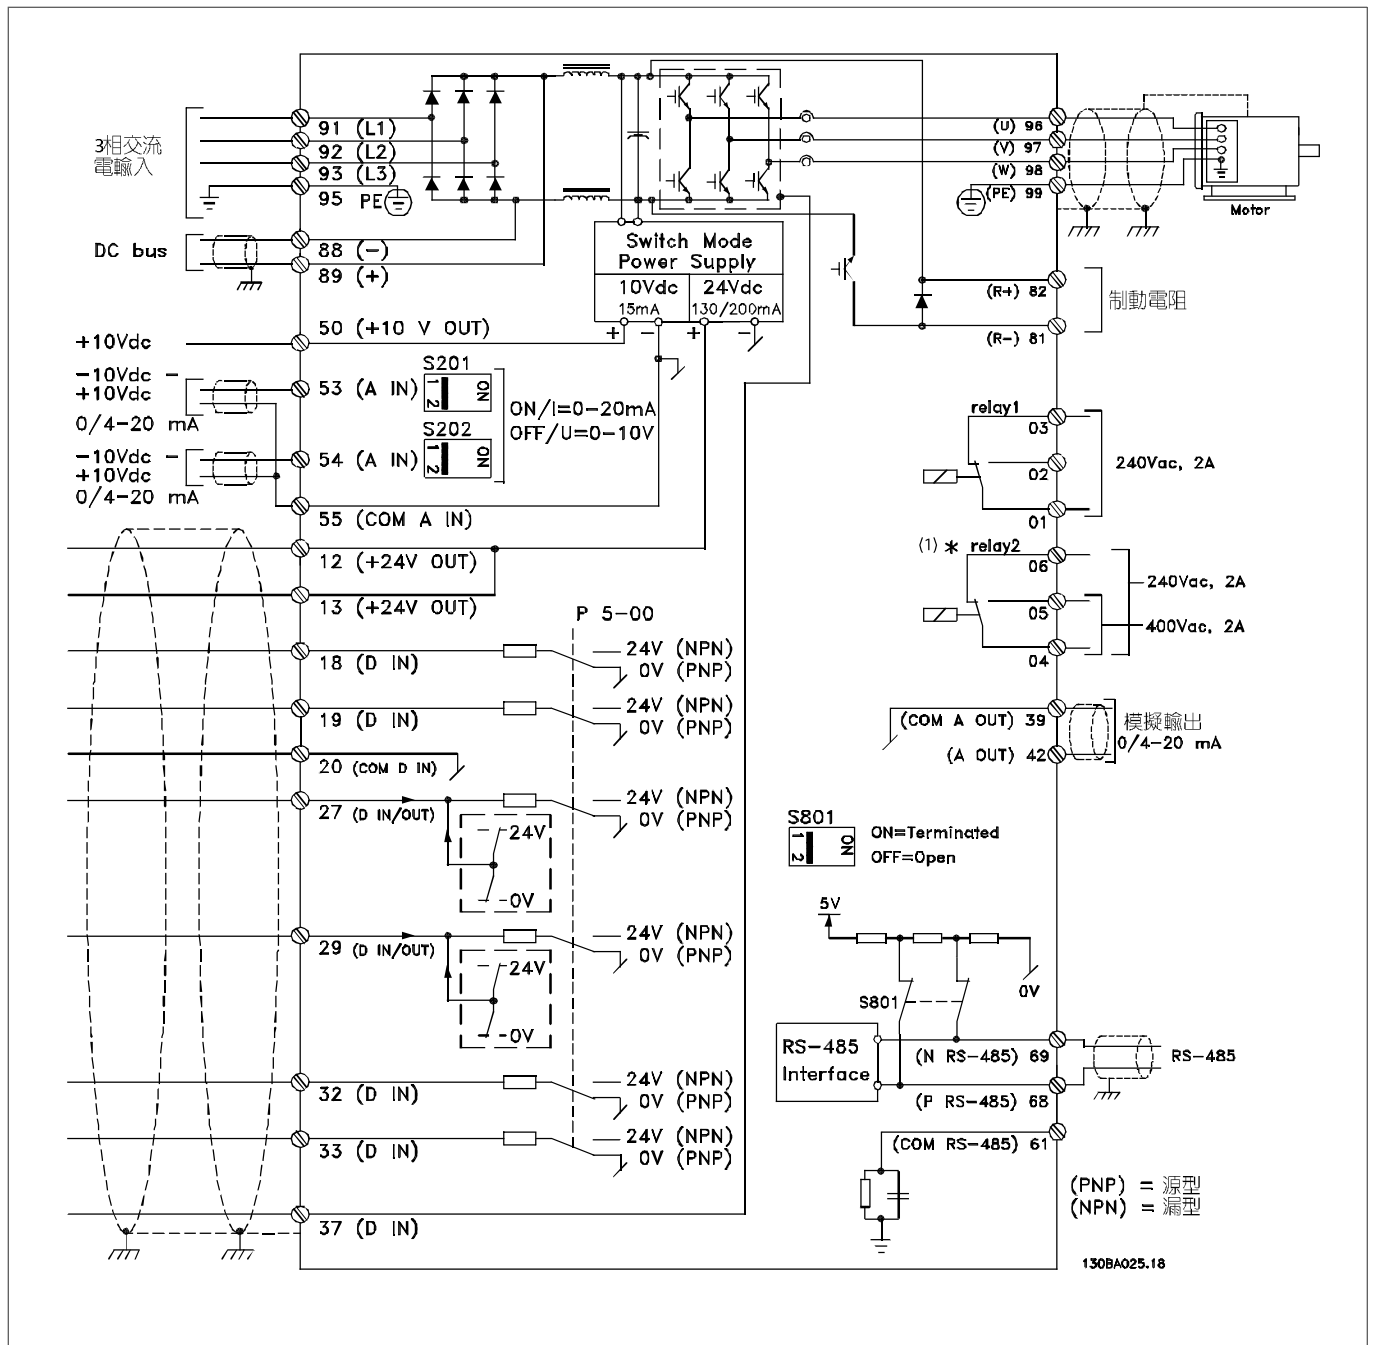 3相交流
電輸入
91 (L1)
92 (L2)
93 (L3)
95 PE
DC bus
88 (-)
89 (+)
+10Vdc
50 (+10 V OUT)
-10Vdc -
+10Vdc
0/4-20 mA
53 (A IN)
S201
1 2
ON
-10Vdc -
+10Vdc
0/4-20 mA
54 (A IN)
S202
1 2
ON
ON/I=0-20mA
OFF/U=0-10V
55 (COM A IN)
12 (+24V OUT)
13 (+24V OUT)
Switch Mode
Power Supply
10Vdc
15mA
24Vdc
130/200mA
+ - + -
P 5-00
18 (D IN)
24V (NPN)
0V (PNP)
19 (D IN)
24V (NPN)
0V (PNP)
20 (COM D IN)
27 (D IN/OUT)
24V (NPN)
0V (PNP)
24V
0V
29 (D IN/OUT)
24V (NPN)
0V (PNP)
24V
0V
32 (D IN)
24V (NPN)
0V (PNP)
33 (D IN)
24V (NPN)
0V (PNP)
37 (D IN)
(U) 96
(V) 97
(W) 98
(PE) 99
Motor
(R+) 82
(R-) 81
制動電阻
relay1
03
02
01
240Vac, 2A
(1) * relay2
06
05
04
240Vac, 2A
400Vac, 2A
(COM A OUT) 39
(A OUT) 42
模擬輸出
0/4-20 mA
S801
1 2
ON
ON=Terminated
OFF=Open
5V
0V
S801
RS-485
Interface
(N RS-485) 69
(P RS-485) 68
RS-485
(COM RS-485) 61
(PNP) = 源型
(NPN) = 漏型
130BA025.18